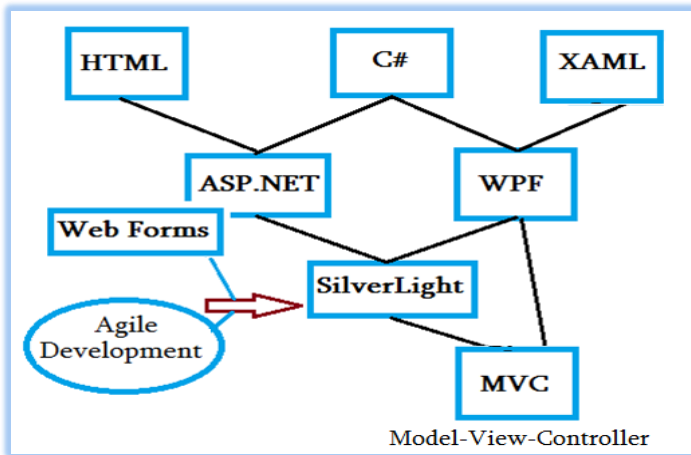 HTML
C#
XAML
ASP.NET
WPF
Web Forms
SilverLight
Agile
Development
MVC
Model-View-Controller